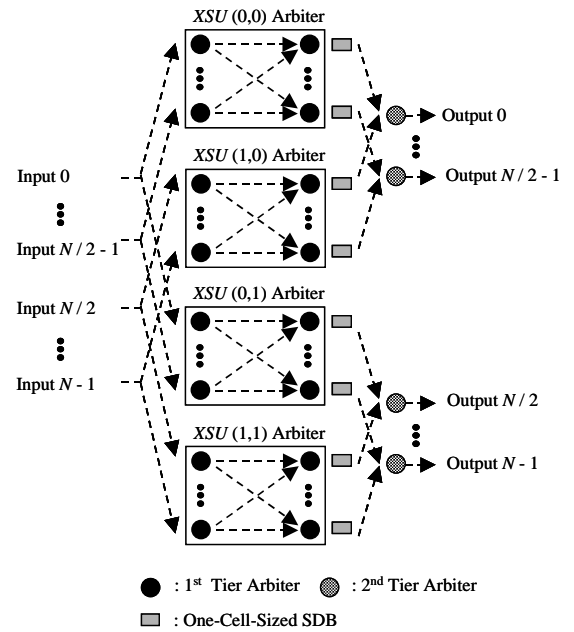 XSU (0,0) Arbiter
Output 0
XSU (1,0) Arbiter
Input 0
Output N/2 - 1
Input N / 2 - 1
XSU (0,1) Arbiter
Input N / 2
Input N - 1
Output N / 2
XSU (1,1) Arbiter
Output N - 1
: 1st Tier Arbiter
: 2nd Tier Arbiter
: One-Cell-Sized SDB